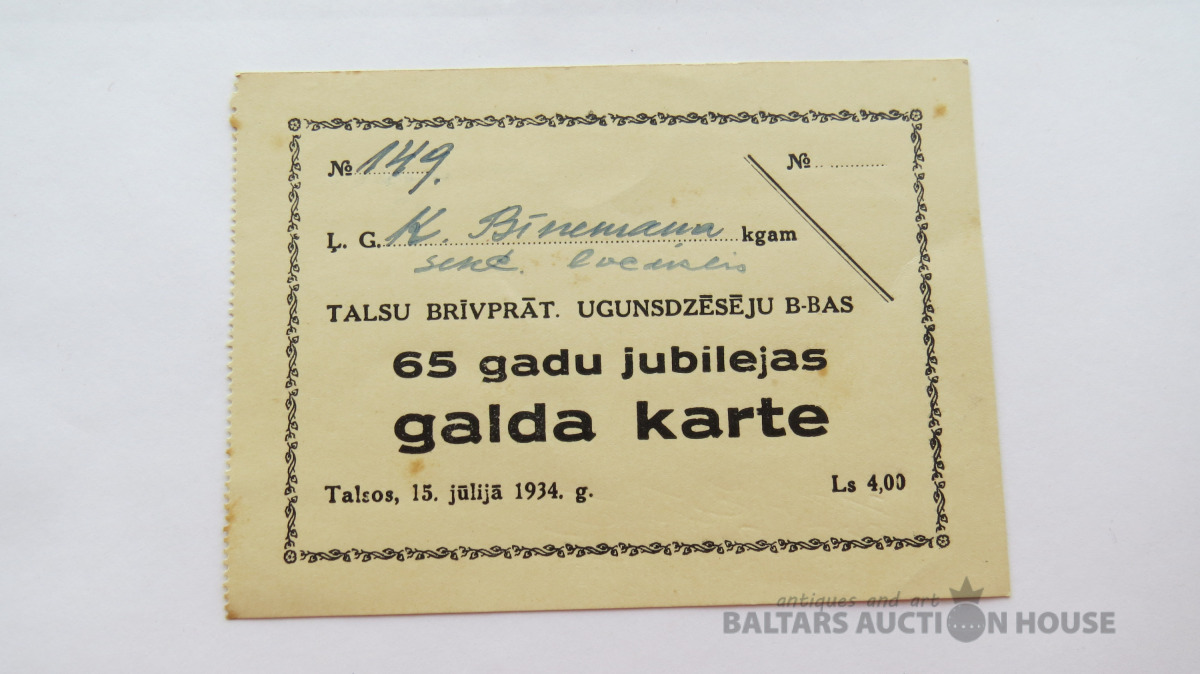 № 149. № ..............
Ļ. G. K. Bīnemana kgam
TALSU BRĪVPRĀT. UGUNSDZĒSĒJU B-BAS
65 gadu jubilejas
galda karte
Talsos, 15. jūlijā 1934. g. Ls 4,00
antiques and art
BALTARS AUCTION HOUSE